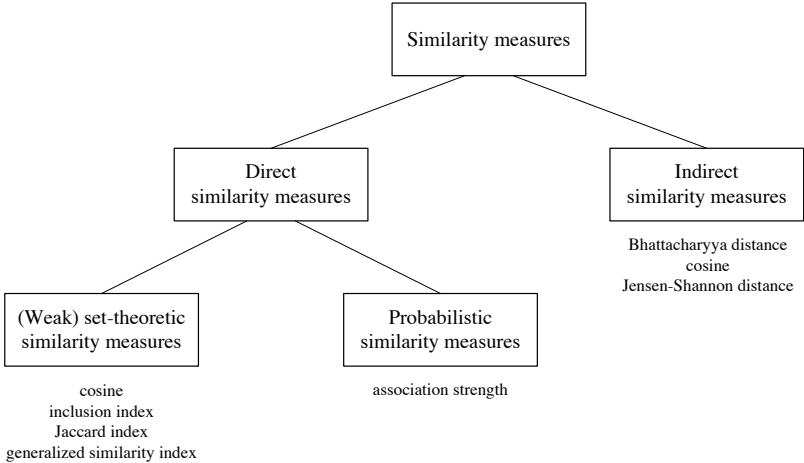 Similarity measures
Direct
similarity measures
Indirect
similarity measures
Bhattacharyya distance
cosine
Jensen-Shannon distance
(Weak) set-theoretic
similarity measures
Probabilistic
similarity measures
cosine
inclusion index
Jaccard index
generalized similarity index
association strength